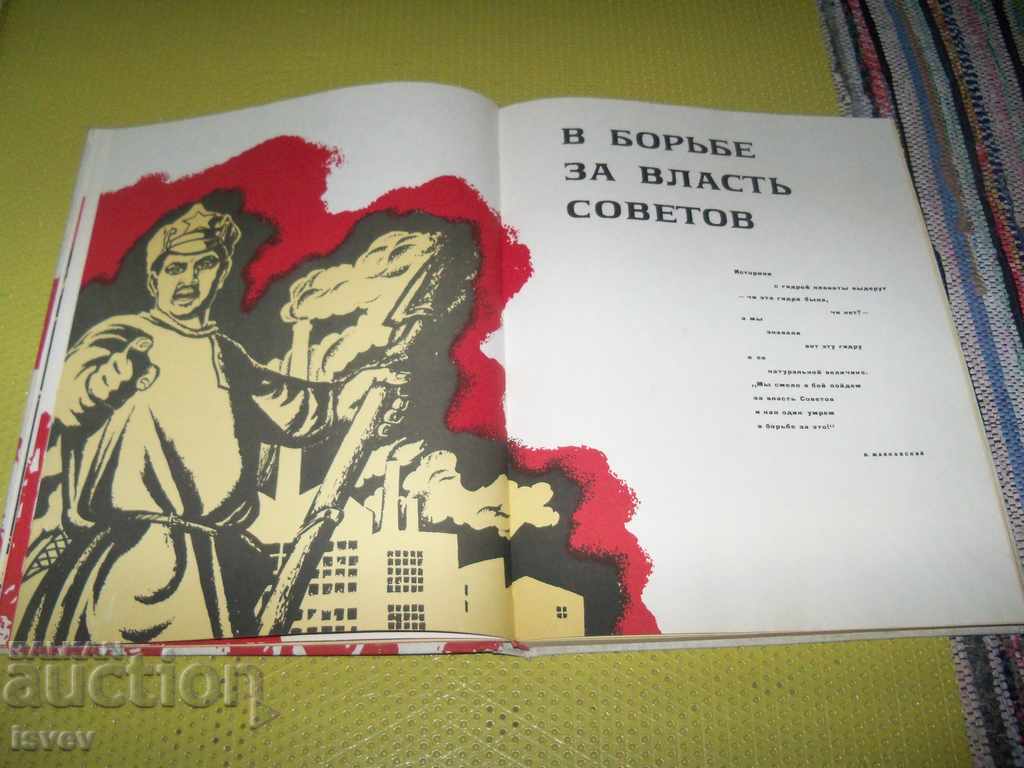 В БОРЬБЕ
ЗА ВЛАСТЬ
СОВЕТОВ
Историки
с гидрой плакаты выдерут
— чи эта гидра была,
чи нет? —
а мы
знавали
вот эту гидру
в ее
натуральной величине.
„Мы смело в бой пойдем
за власть Советов
и как один умрем
в борьбе за это!"
В. МАЯКОВСКИЙ
auction
isvev